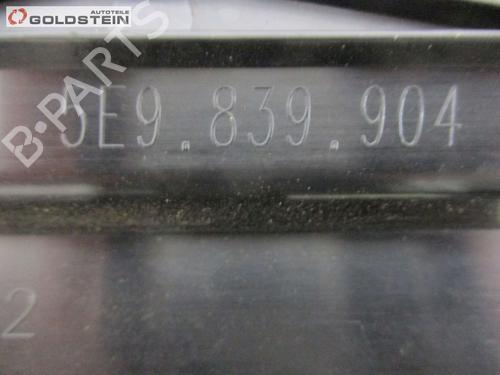 AUTOTEILE
GOLDSTEIN
B-PARTS
5E9.839.904
2